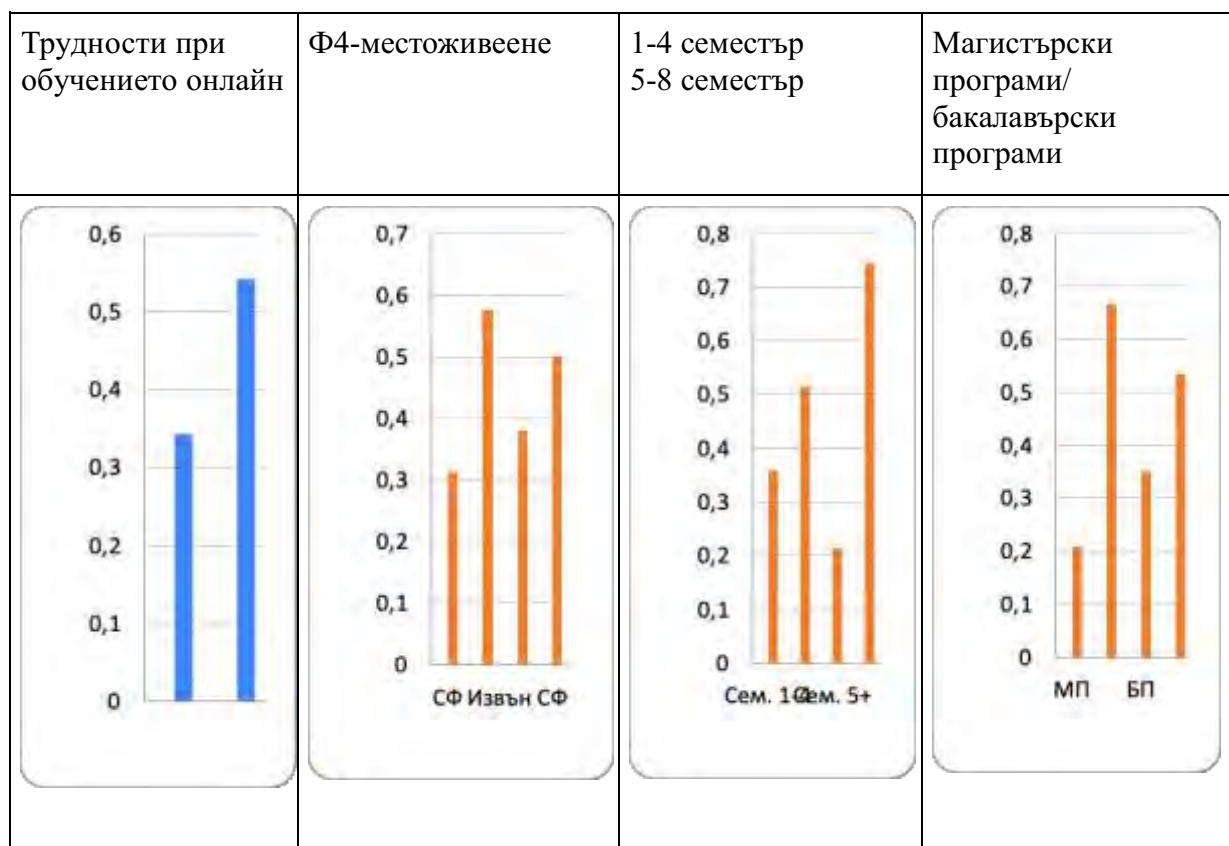 Трудности при
обучението онлайн
Ф4-местоживеене
1-4 семестър
5-8 семестър
Магистърски
програми/
бакалавърски
програми
0,6
0,5
0,4
0,3
0,2
0,1
0
0,7
0,6
0,5
0,4
0,3
0,2
0,1
0
СФ Извън СФ
0,8
0,7
0,6
0,5
0,4
0,3
0,2
0,1
0
Сем. 1-4 Сем. 5+
0,8
0,7
0,6
0,5
0,4
0,3
0,2
0,1
0
МП БП